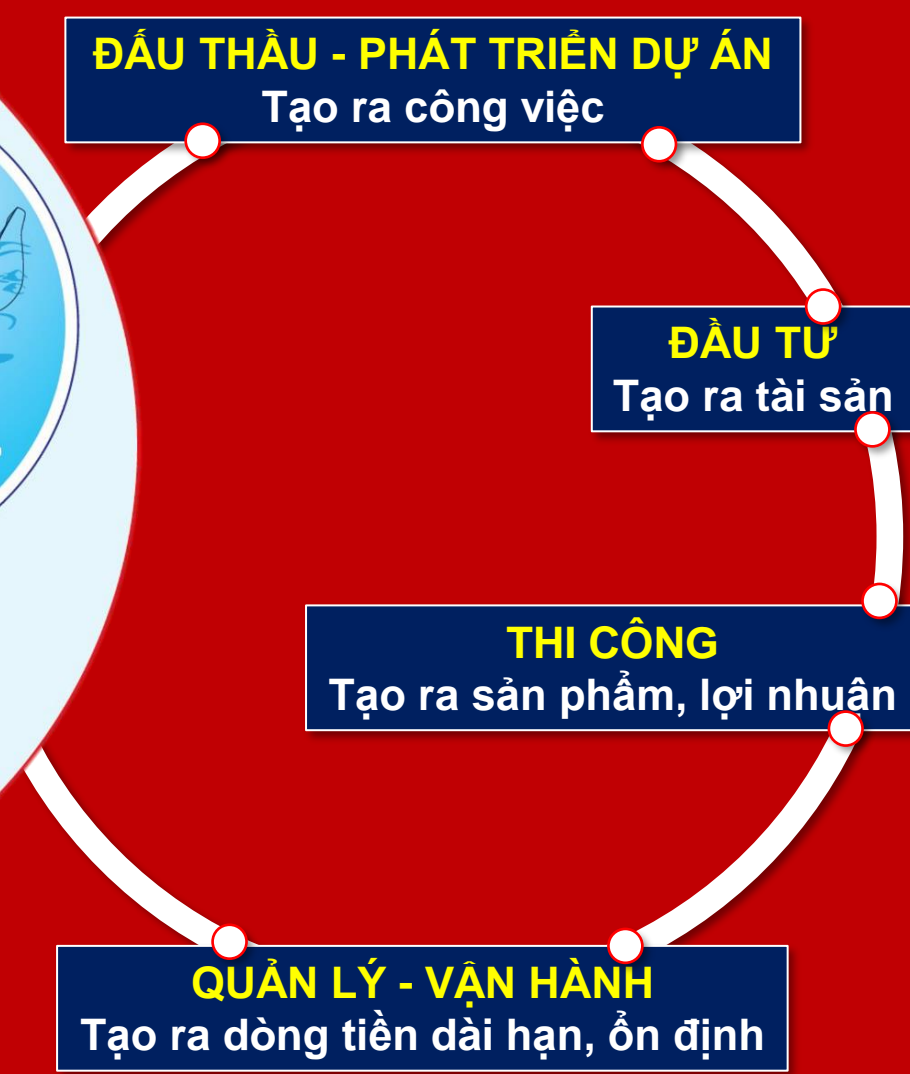 ĐẤU THẦU - PHÁT TRIỂN DỰ ÁN
Tạo ra công việc
ĐẦU TƯ
Tạo ra tài sản
THI CÔNG
Tạo ra sản phẩm, lợi nhuận
QUẢN LÝ - VẬN HÀNH
Tạo ra dòng tiền dài hạn, ổn định